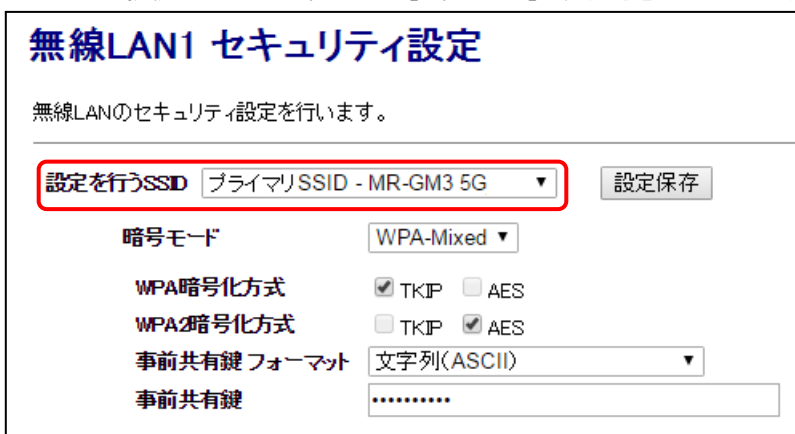 無線LAN1 セキュリティ設定
無線LANのセキュリティ設定を行います。
設定を行うSSID プライマリSSID - MR-GM3 5G ▼ 設定保存
暗号モード WPA-Mixed ▼
WPA暗号化方式 TKIP AES
WPA2暗号化方式 TKIP AES
事前共有鍵 フォーマット 文字列(ASCII) ▼
事前共有鍵 ••••••••••